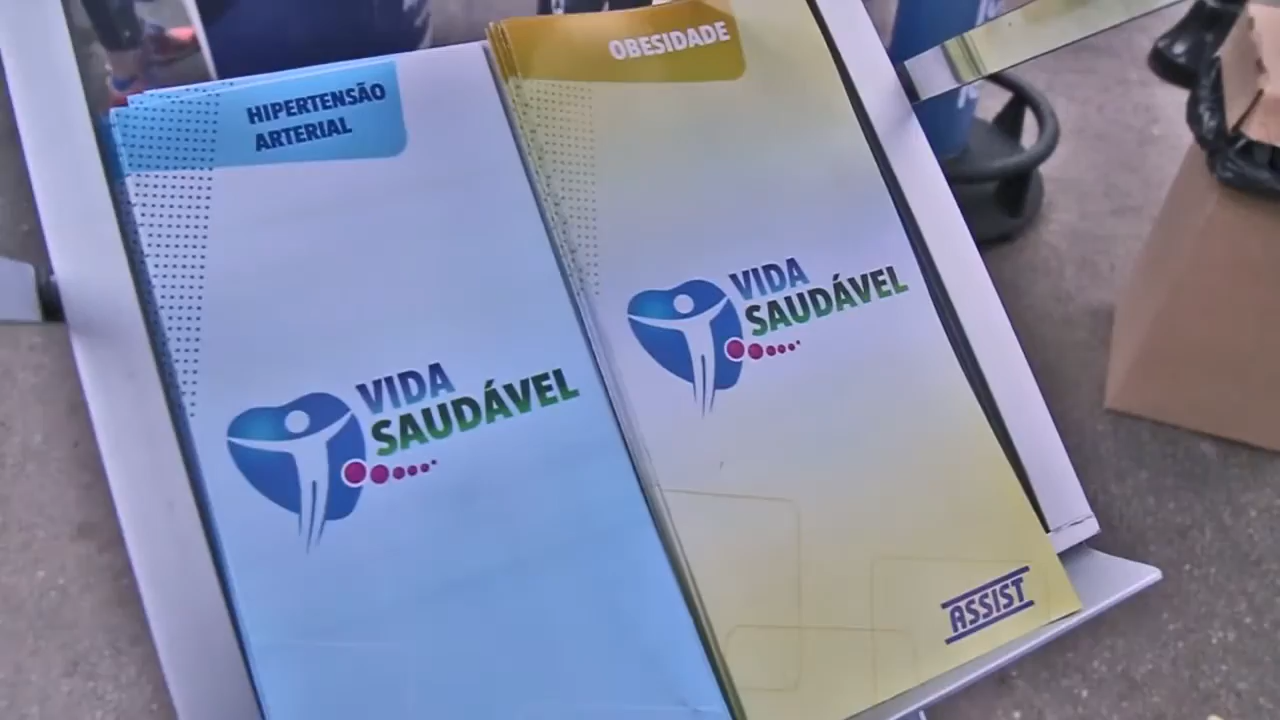 HIPERTENSÃO
ARTERIAL
VIDA
SAUDÁVEL
OBESIDADE
VIDA
SAUDÁVEL
ASSIST